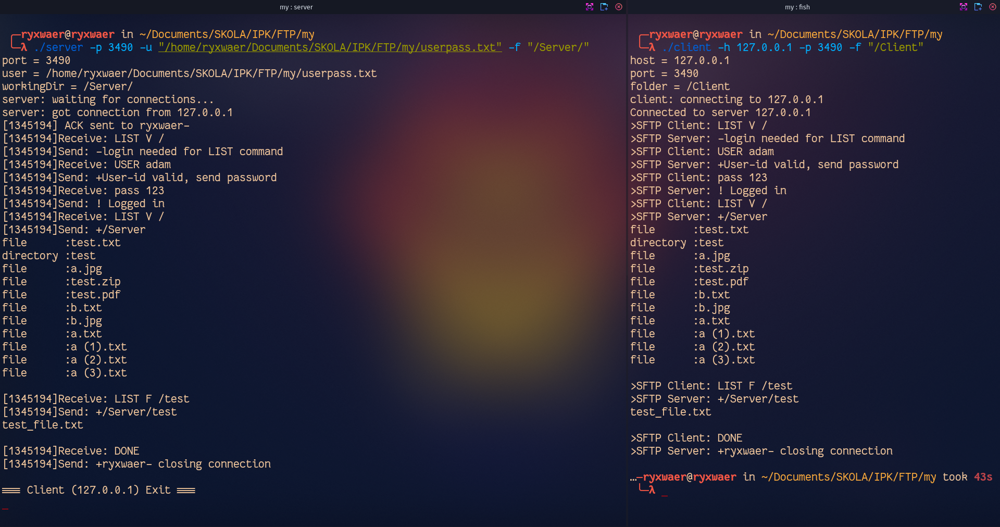 my : server
╭─ryxwaer@ryxwaer in ~/Documents/SKOLA/IPK/FTP/my
╰─λ ./server -p 3490 -u "/home/ryxwaer/Documents/SKOLA/IPK/FTP/my/userpass.txt" -f "/Server/"
port = 3490
user = /home/ryxwaer/Documents/SKOLA/IPK/FTP/my/userpass.txt
workingDir = /Server/
server: waiting for connections...
server: got connection from 127.0.0.1
[1345194] ACK sent to ryxwaer-
[1345194]Receive: LIST V /
[1345194]Send: -login needed for LIST command
[1345194]Receive: USER adam
[1345194]Send: +User-id valid, send password
[1345194]Receive: pass 123
[1345194]Send: ! Logged in
[1345194]Receive: LIST V /
[1345194]Send: +/Server
file      :test.txt
directory :test
file      :a.jpg
file      :test.zip
file      :test.pdf
file      :b.txt
file      :b.jpg
file      :a.txt
file      :a (1).txt
file      :a (2).txt
file      :a (3).txt
[1345194]Receive: LIST F /test
[1345194]Send: +/Server/test
test_file.txt
[1345194]Receive: DONE
[1345194]Send: +ryxwaer- closing connection
=== Client (127.0.0.1) Exit ===
my : fish
╭─ryxwaer@ryxwaer in ~/Documents/SKOLA/IPK/FTP/my
╰─λ ./client -h 127.0.0.1 -p 3490 -f "/Client"
host = 127.0.0.1
port = 3490
folder = /Client
client: connecting to 127.0.0.1
Connected to server 127.0.0.1
>SFTP Client: LIST V /
>SFTP Server: -login needed for LIST command
>SFTP Client: USER adam
>SFTP Server: +User-id valid, send password
>SFTP Client: pass 123
>SFTP Server: ! Logged in
>SFTP Client: LIST V /
>SFTP Server: +/Server
file      :test.txt
directory :test
file      :a.jpg
file      :test.zip
file      :test.pdf
file      :b.txt
file      :b.jpg
file      :a.txt
file      :a (1).txt
file      :a (2).txt
file      :a (3).txt
>SFTP Client: LIST F /test
>SFTP Server: +/Server/test
test_file.txt
>SFTP Client: DONE
>SFTP Server: +ryxwaer- closing connection
…─ryxwaer@ryxwaer in ~/Documents/SKOLA/IPK/FTP/my took 43s
╰─λ _